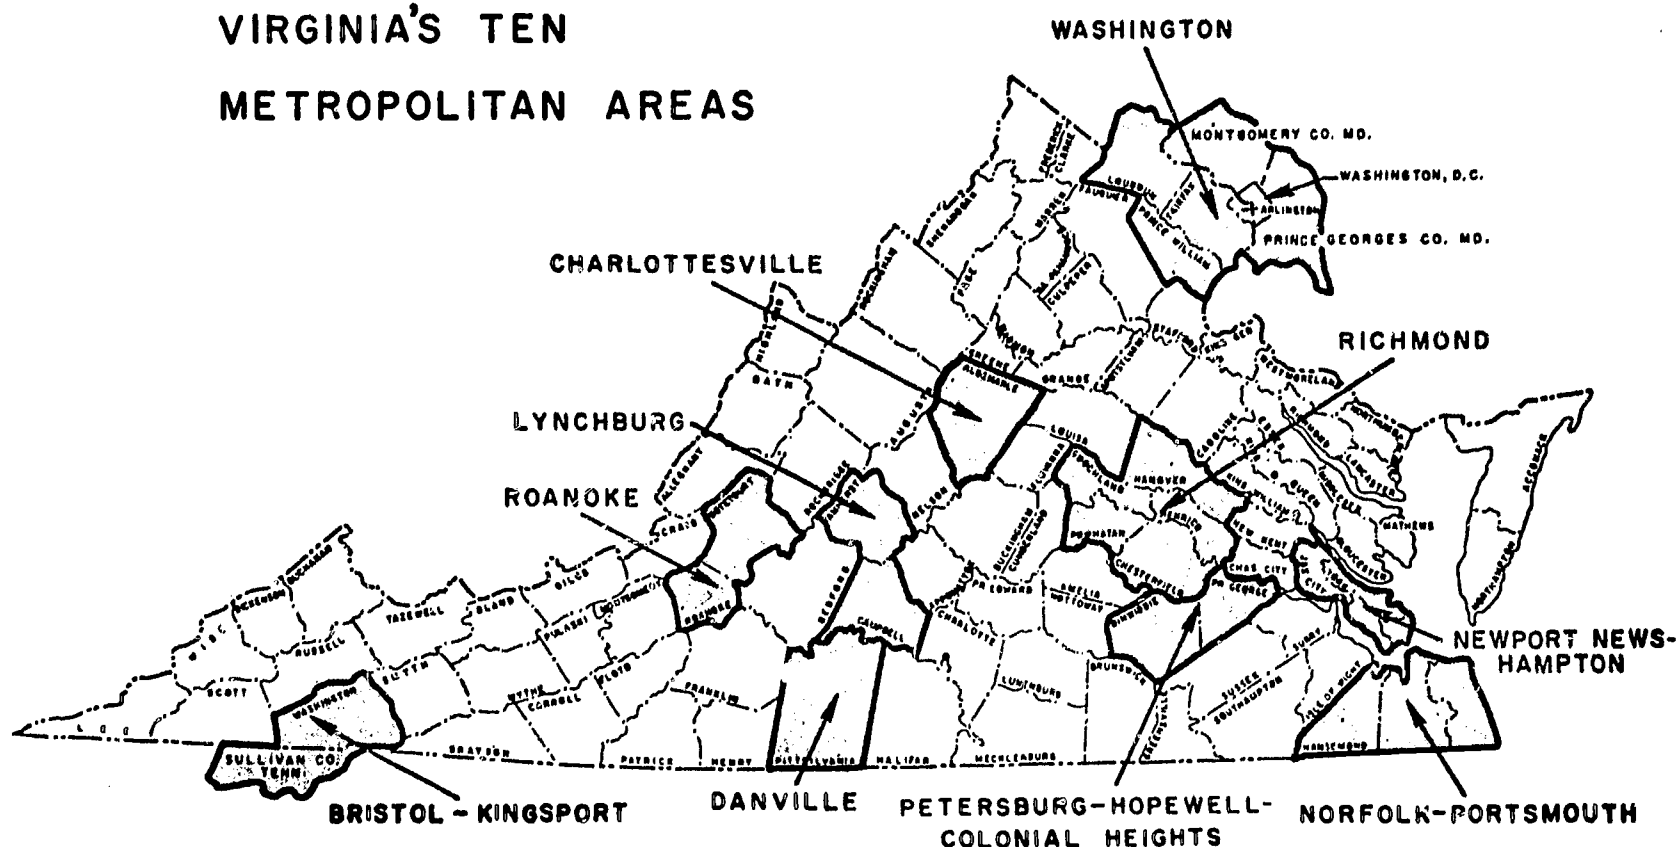 VIRGINIA'S TEN
METROPOLITAN AREAS
WASHINGTON
MONTGOMERY CO. MD.
WASHINGTON, D.C.
ARLINGTON
PRINCE GEORGES CO. MD.
FREDERICK
CLARKE
LOUDOUN
FAUQUIER
FAIRFAX
PRINCE WILLIAM
WARREN
SHENANDOAH
PAGE
CULPEPER
ROCKINGHAM
CHARLOTTESVILLE
HIGHLAND
GREENE
ALBEMARLE
ORANGE
STAFFORD
WESTMORELAND
RICHMOND
BATH
AUGUSTA
LOUISA
CAROLINE
RICHMOND
LANCASTER
ACCOMACK
LYNCHBURG
ALLEGHANY
BOTETOURT
ROCKBRIDGE
AMHERST
NELSON
FLUVANNA
GOOCHLAND
HANOVER
KING WILLIAM
MIDDLESEX
MATHEWS
ROANOKE
CRAIG
BUCKINGHAM
CUMBERLAND
POWHATAN
HENRICO
NEW KENT
GLOUCESTER
NORTHAMPTON
BUCHANAN
DICKENSON
TAZEWELL
BLAND
GILES
MONTGOMERY
ROANOKE
BEDFORD
CAMPBELL
PR. EDWARD
AMELIA
NOTTOWAY
CHESTERFIELD
CHAS. CITY
PR. GEORGE
DINWIDDIE
CHARLOTTE
WISE
RUSSELL
PULASKI
SCOTT
SMYTH
WYTHE
CARROLL
FLOYD
FRANKLIN
LUNENBURG
BRUNSWICK
SUSSEX
SOUTHAMPTON
SURRY
ISLE OF WIGHT
NEWPORT NEWS-
HAMPTON
LEE
WASHINGTON
SULLIVAN CO.
TENN.
GRAYSON
PATRICK
HENRY
PITTSYLVANIA
HALIFAX
MECKLENBURG
GREENSVILLE
NANSEMOND
BRISTOL-KINGSPORT
DANVILLE
PETERSBURG-HOPEWELL-
COLONIAL HEIGHTS
NORFOLK-PORTSMOUTH